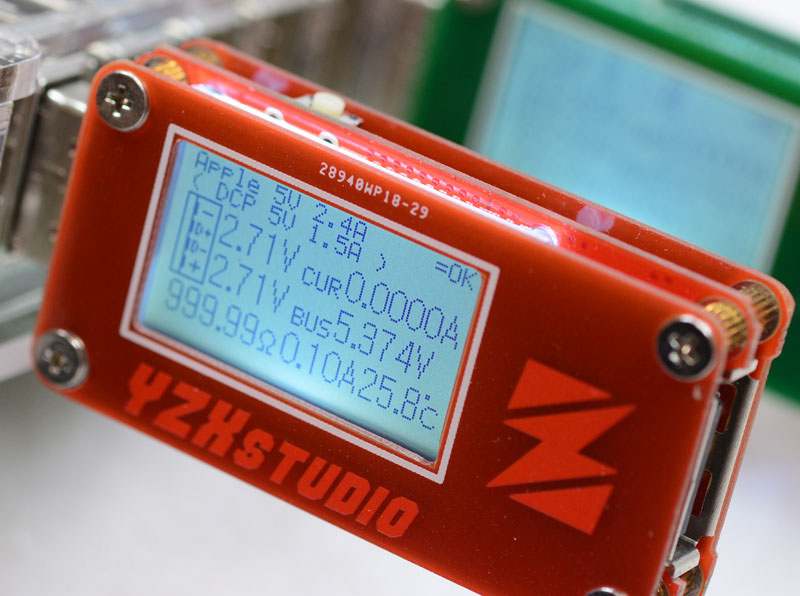 28940WP18-29
Apple 5V 2.4A
< DCP 5V 1.5A > =OK
- D+ 2.71V CUR0.0000A
D- + 2.71V BUS5.374V
999.99Ω0.10A25.8℃
YZXSTUDIO